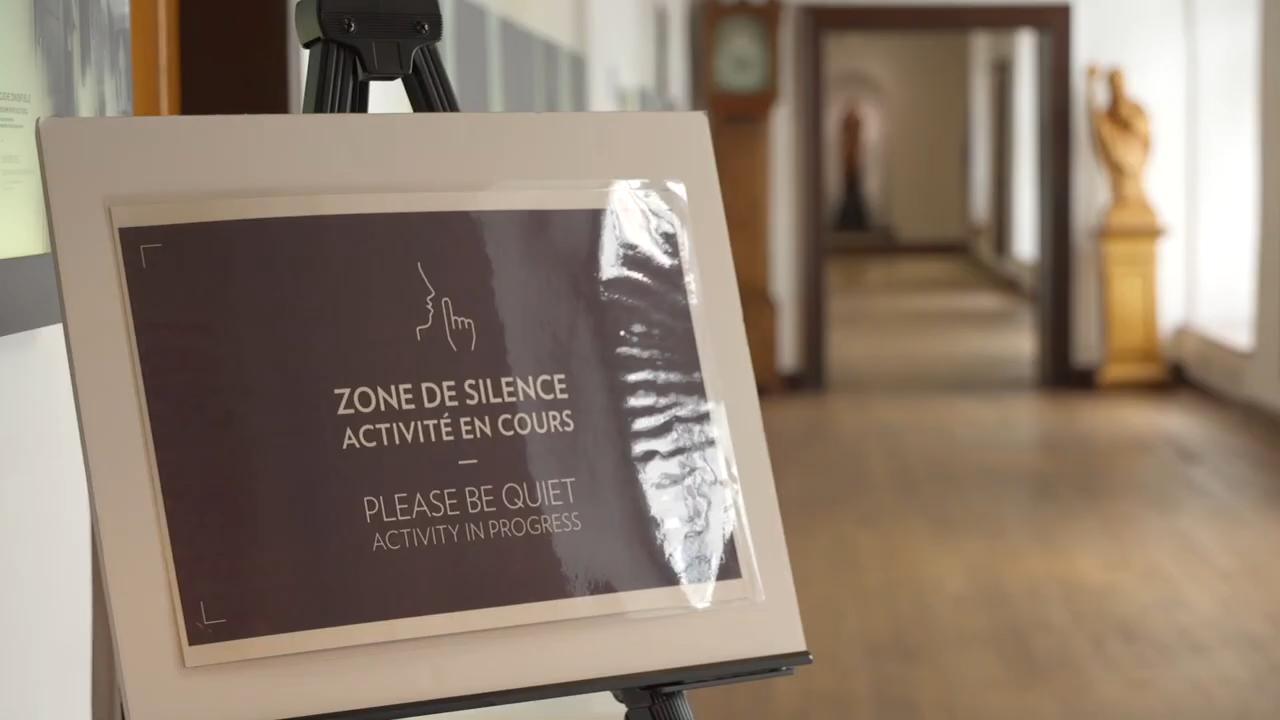 ZONE DE SILENCE
ACTIVITÉ EN COURS
PLEASE BE QUIET
ACTIVITY IN PROGRESS